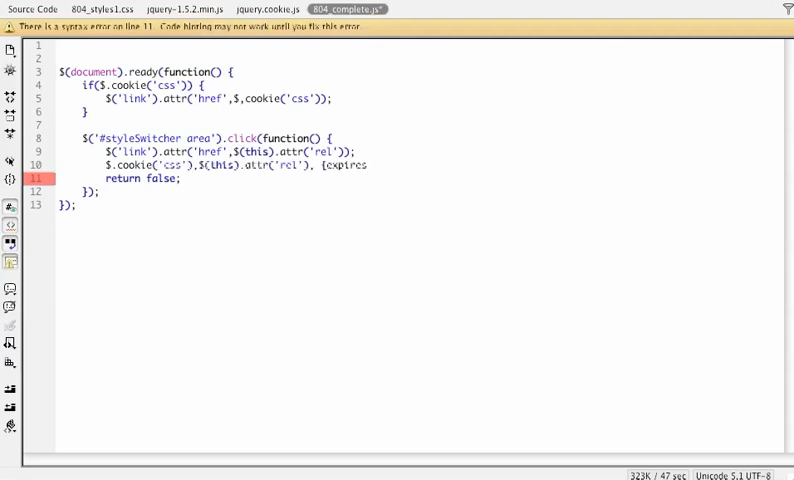 Source Code 804_styles1.css jquery-1.5.2.min.js jquery.cookie.js 804_complete.js*
There is a syntax error on line 11. Code hinting may not work until you fix this error.
1
2
3 $(document).ready(function() {
4 if($.cookie('css')) {
5 $('link').attr('href',$,cookie('css'));
6 }
7
8 $('#styleSwitcher area').click(function() {
9 $('link').attr('href',$(this).attr('rel'));
10 $.cookie('css'),$(this).attr('rel'), {expires
11 return false;
12 });
13 });
323K / 47 sec Unicode 5.1 UTF-8